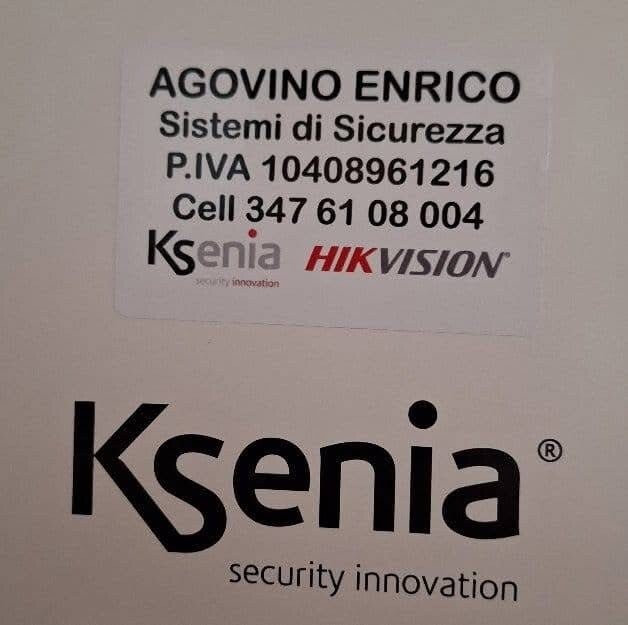 AGOVINO ENRICO
Sistemi di Sicurezza
P.IVA 10408961216
Cell 347 61 08 004
Ksenia HIKVISION®
security innovation
Ksenia®
security innovation